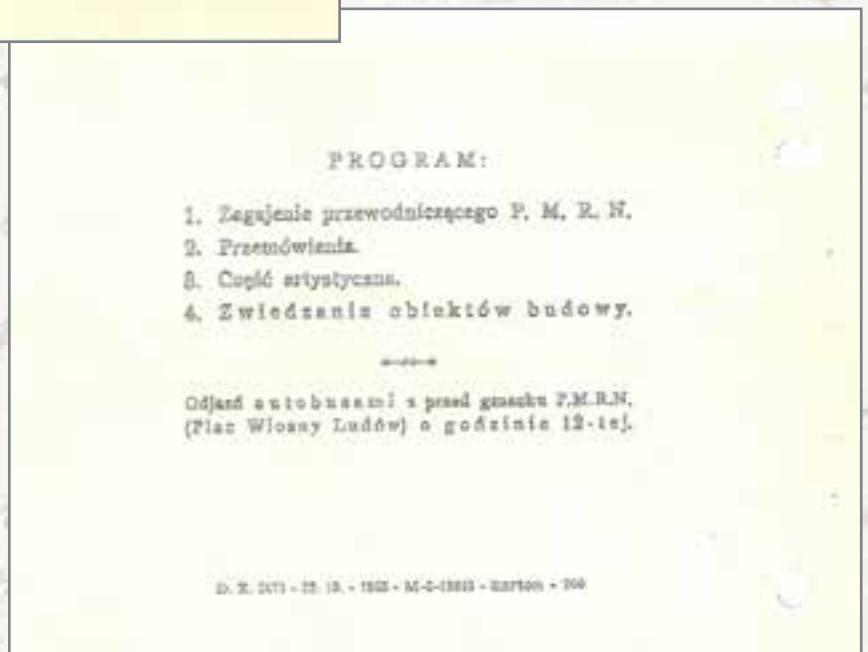 PROGRAM:
1. Zagajenie przewodniczącego P. M. R. N.
2. Przemówienia.
3. Część artystyczna.
4. Zwiedzanie obiektów budowy.
Odjazd autobusami z przed gmachu P.M.R.N.
(Plac Wiosny Ludów) o godzinie 12-tej.
Karton